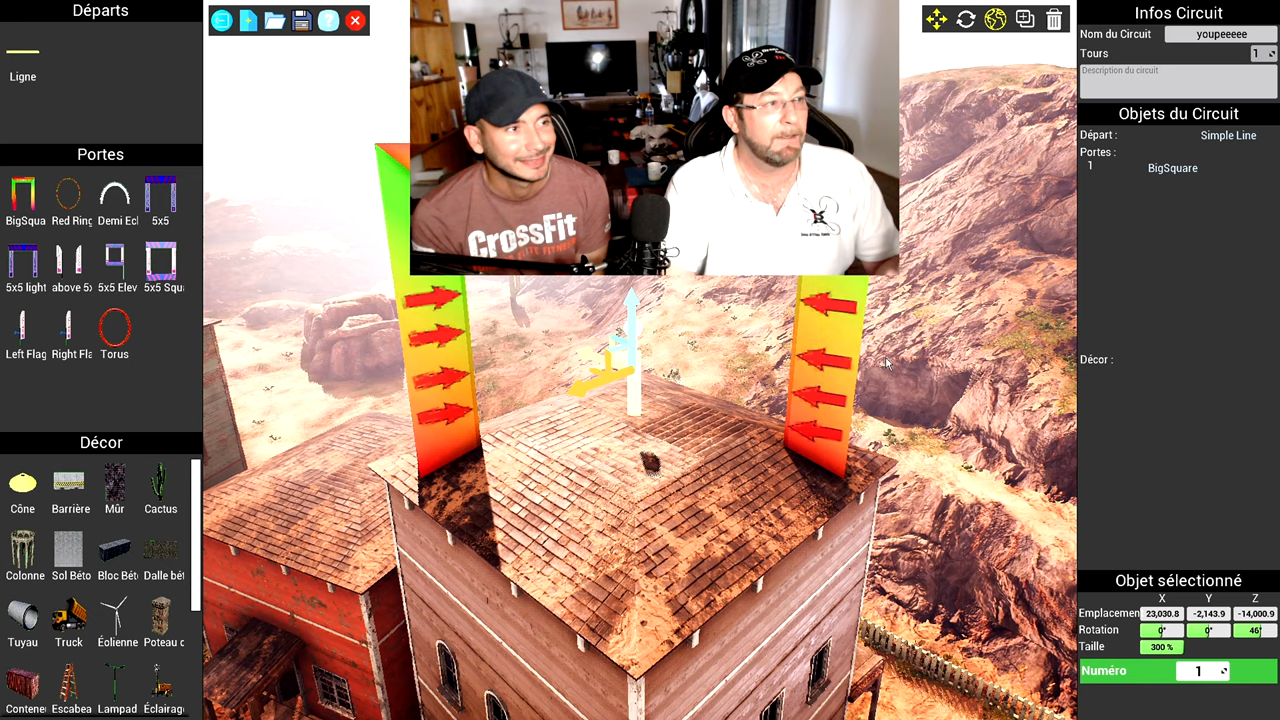 Départs
Ligne
Portes
BigSqua
Red Ring
Demi Ecl
5x5
5x5 light
above 5x
5x5 Elev
5x5 Squ
Left Flag
Right Fla
Torus
Décor
Cône
Barrière
Mûr
Cactus
Colonne
Sol Béto
Bloc Bét
Dalle bét
Tuyau
Truck
Éolienne
Poteau c
Contene
Escabea
Lampad
Éclairag
CrossFit
Infos Circuit
Nom du Circuit
youpeeeee
Tours
1
Description du circuit
Objets du Circuit
Départ :
Simple Line
Portes :
1
BigSquare
Décor :
Objet sélectionné
X Y Z
Emplacemen 23,030.8 -2,143.9 -14,000.9
Rotation 0° 0° 46°
Taille 300 %
Numéro 1